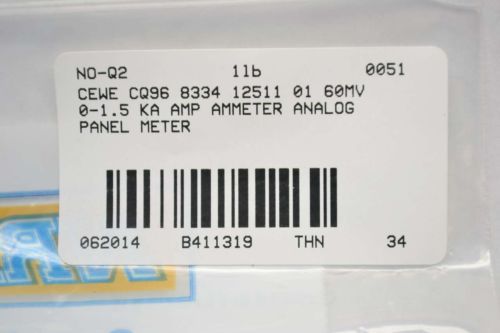 NO-Q2 1lb 0051
CEWE CQ96 8334 12511 01 60MV
0-1.5 KA AMP AMMETER ANALOG
PANEL METER
062014 B411319 THN 34